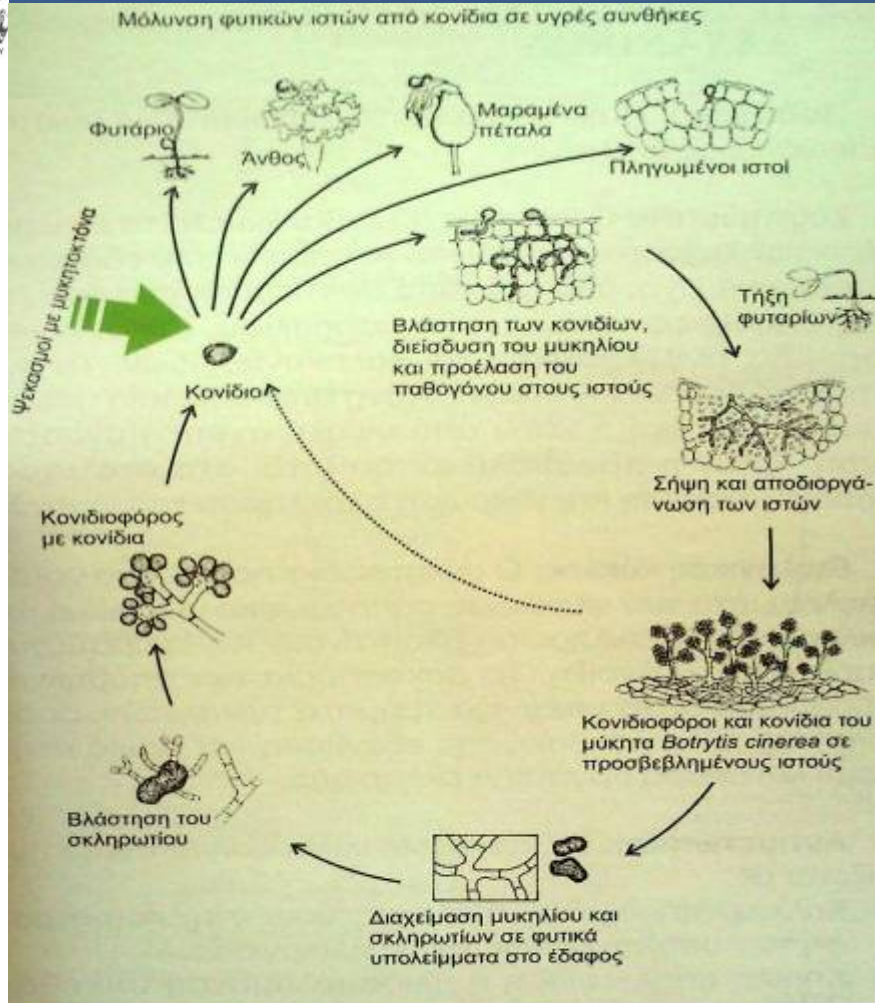 Μόλυνση φυτικών ιστών από κονίδια σε υγρές συνθήκες
Φυτάριο
Άνθος
Μαραμένα
πέταλα
Πληγωμένοι ιστοί
Ψεκασμοί με μυκητοκτόνα
Κονίδιο
Βλάστηση των κονιδίων,
διείσδυση του μυκηλίου
και προέλαση του
παθογόνου στους ιστούς
Τήξη
φυταρίων
Σήψη και αποδιοργά-
νωση των ιστών
Κονιδιοφόρος
με κονίδια
Κονιδιοφόροι και κονίδια του
μύκητα Botrytis cinerea σε
προσβεβλημένους ιστούς
Βλάστηση του
σκληρωτίου
Διαχείμαση μυκηλίου και
σκληρωτίων σε φυτικά
υπολείμματα στο έδαφος